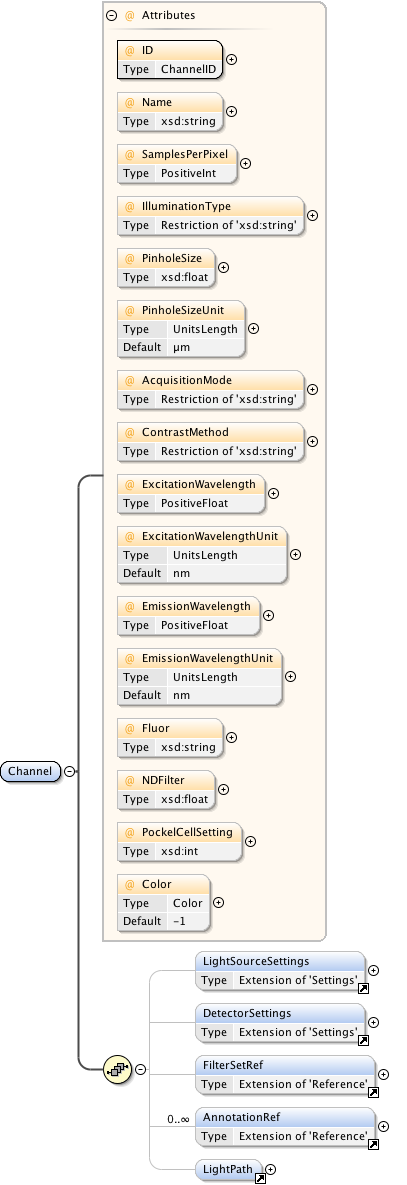 Attributes
@ ID
Type ChannelID
@ Name
Type xsd:string
@ SamplesPerPixel
Type PositiveInt
@ IlluminationType
Type Restriction of 'xsd:string'
@ PinholeSize
Type xsd:float
@ PinholeSizeUnit
Type UnitsLength
Default µm
@ AcquisitionMode
Type Restriction of 'xsd:string'
@ ContrastMethod
Type Restriction of 'xsd:string'
@ ExcitationWavelength
Type PositiveFloat
@ ExcitationWavelengthUnit
Type UnitsLength
Default nm
@ EmissionWavelength
Type PositiveFloat
@ EmissionWavelengthUnit
Type UnitsLength
Default nm
@ Fluor
Type xsd:string
@ NDFilter
Type xsd:float
@ PockelCellSetting
Type xsd:int
@ Color
Type Color
Default -1
Channel
LightSourceSettings
Type Extension of 'Settings'
DetectorSettings
Type Extension of 'Settings'
FilterSetRef
Type Extension of 'Reference'
0..∞
AnnotationRef
Type Extension of 'Reference'
LightPath